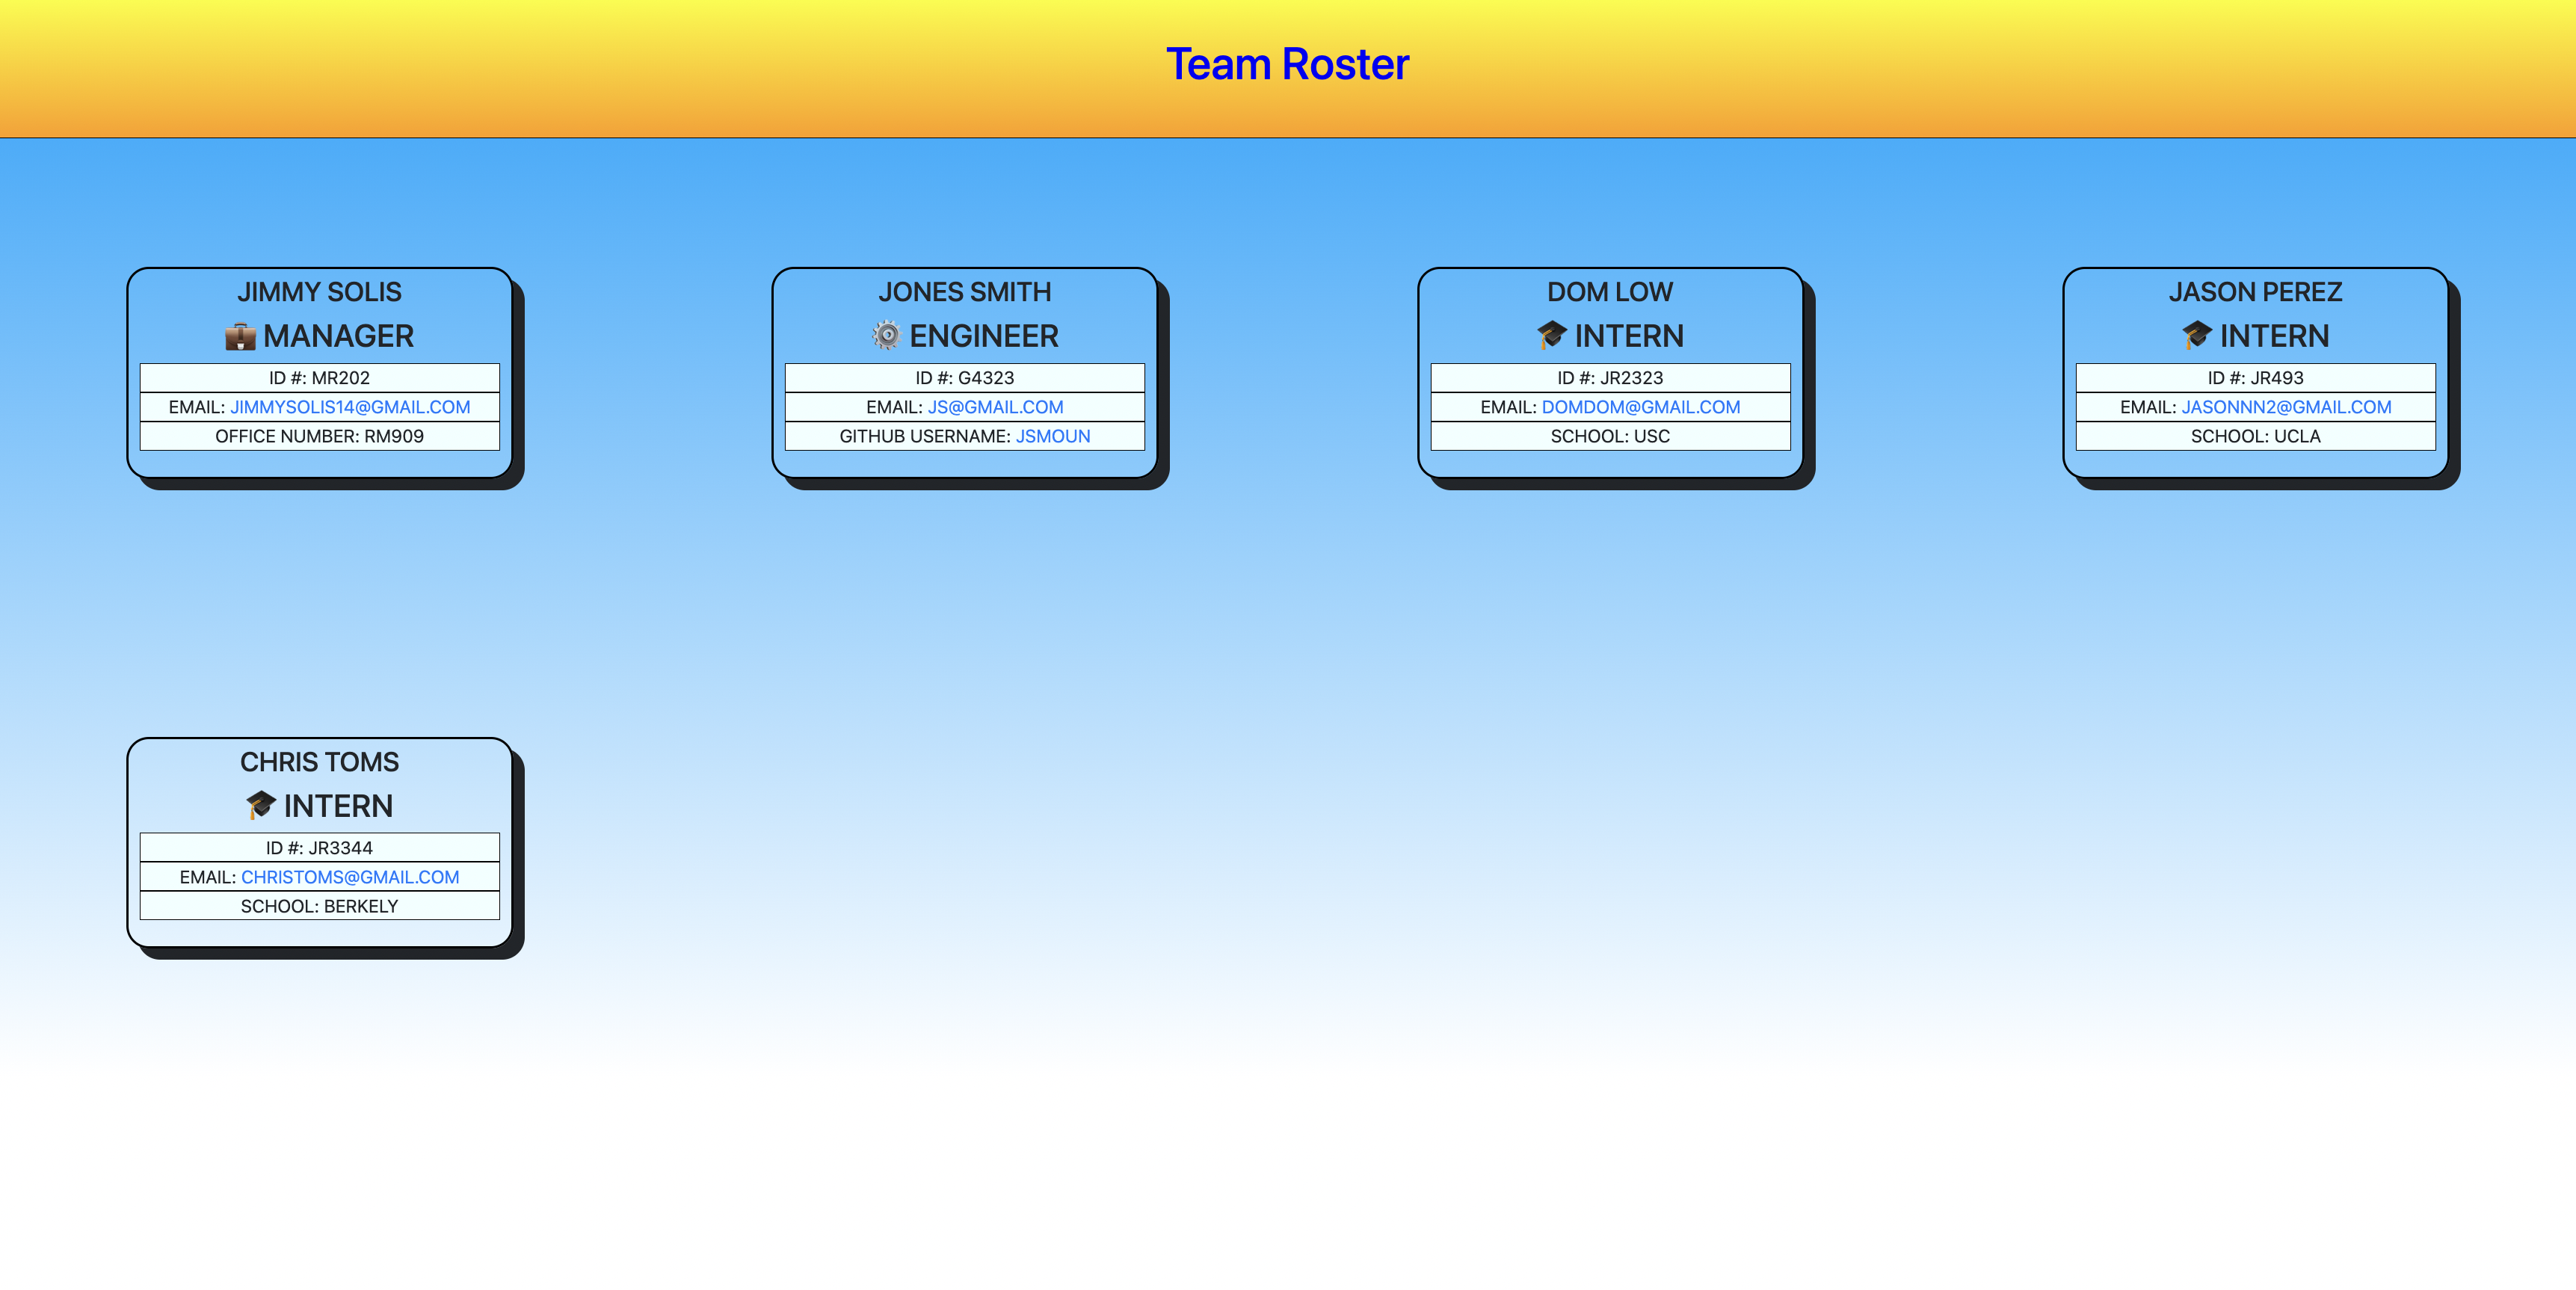 Team Roster
JIMMY SOLIS
💼 MANAGER
ID #: MR202
EMAIL: JIMMYSOLIS14@GMAIL.COM
OFFICE NUMBER: RM909
JONES SMITH
⚙️ ENGINEER
ID #: G4323
EMAIL: JS@GMAIL.COM
GITHUB USERNAME: JSMOUN
DOM LOW
🎓 INTERN
ID #: JR2323
EMAIL: DOMDOM@GMAIL.COM
SCHOOL: USC
JASON PEREZ
🎓 INTERN
ID #: JR493
EMAIL: JASONNN2@GMAIL.COM
SCHOOL: UCLA
CHRIS TOMS
🎓 INTERN
ID #: JR3344
EMAIL: CHRISTOMS@GMAIL.COM
SCHOOL: BERKELY